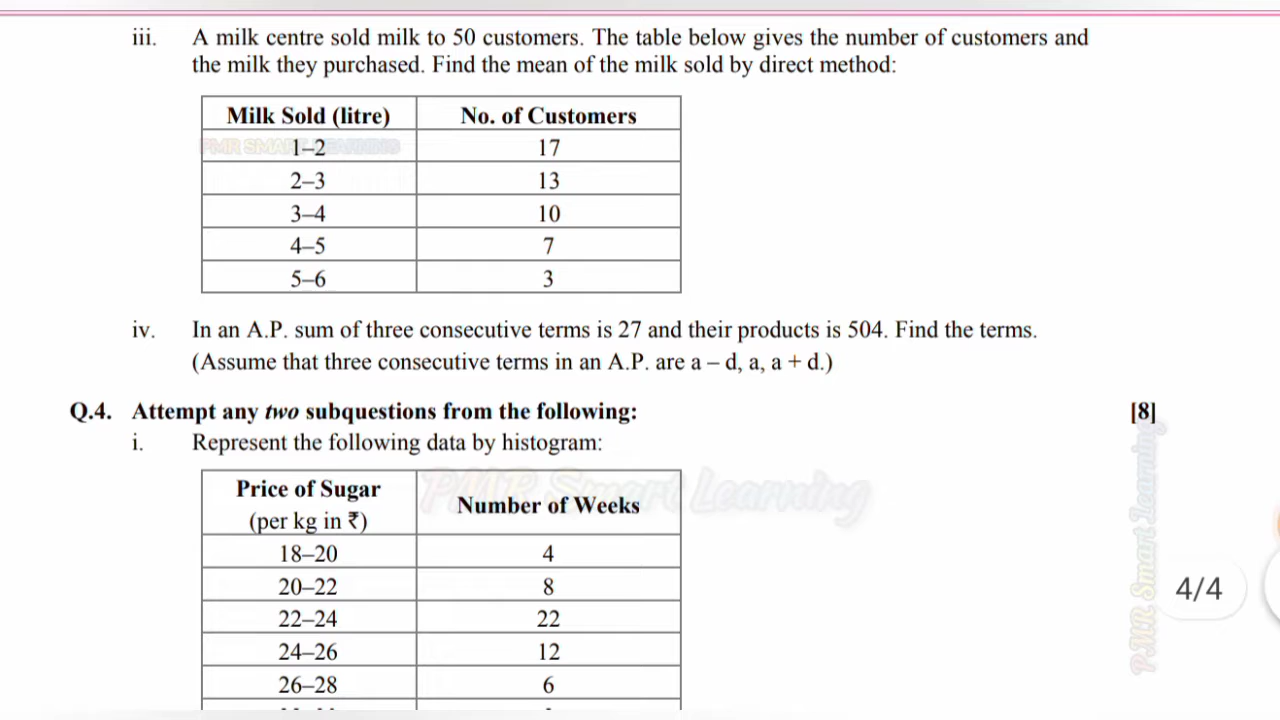 iii. A milk centre sold milk to 50 customers. The table below gives the number of customers and
the milk they purchased. Find the mean of the milk sold by direct method:
Milk Sold (litre) No. of Customers
PMR SMART LEARNING
1–2 17
2–3 13
3–4 10
4–5 7
5–6 3
iv. In an A.P. sum of three consecutive terms is 27 and their products is 504. Find the terms.
(Assume that three consecutive terms in an A.P. are a – d, a, a + d.)
Q.4. Attempt any two subquestions from the following: [8]
i. Represent the following data by histogram:
Price of Sugar
(per kg in ₹) Number of Weeks
PMR Smart Learning
18–20 4
20–22 8
22–24 22
24–26 12
26–28 6
PMR Smart Learning
4/4